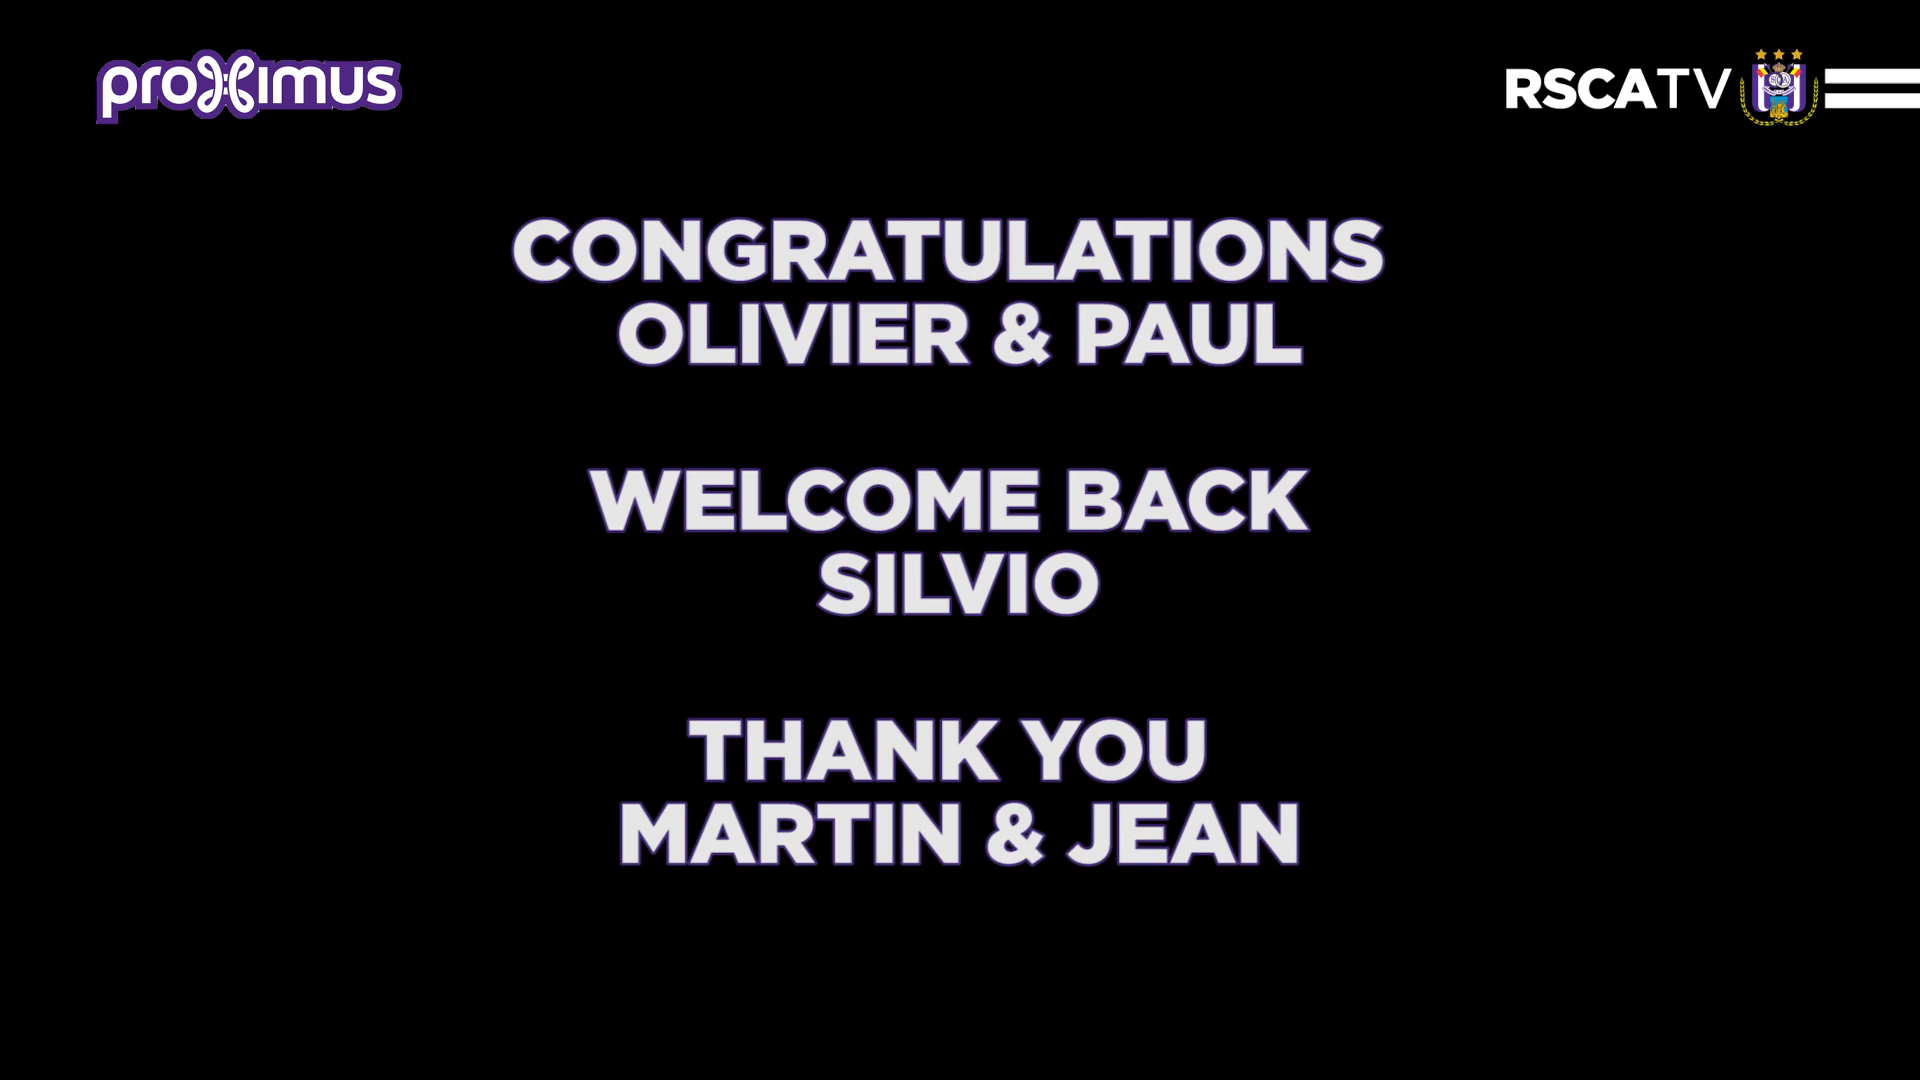 proximus
RSCATV
CONGRATULATIONS
OLIVIER & PAUL
WELCOME BACK
SILVIO
THANK YOU
MARTIN & JEAN